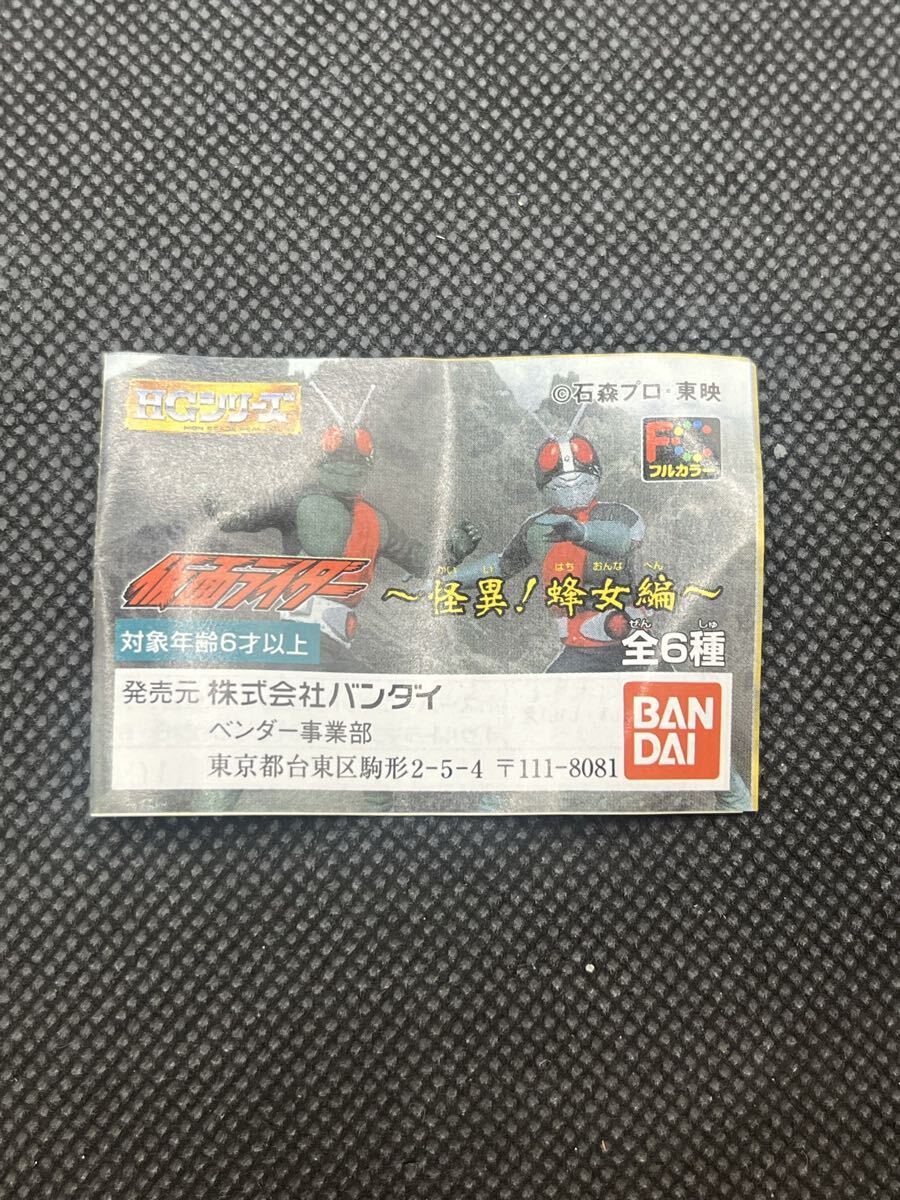 HGシリーズ
©石森プロ・東映
フルカラー
仮面ライダー
かい い はち おんな へん
～怪異！蜂女編～
対象年齢6才以上
ぜん しゅ
全6種
発売元 株式会社バンダイ
ベンダー事業部
東京都台東区駒形2-5-4 〒111-8081
BAN
DAI